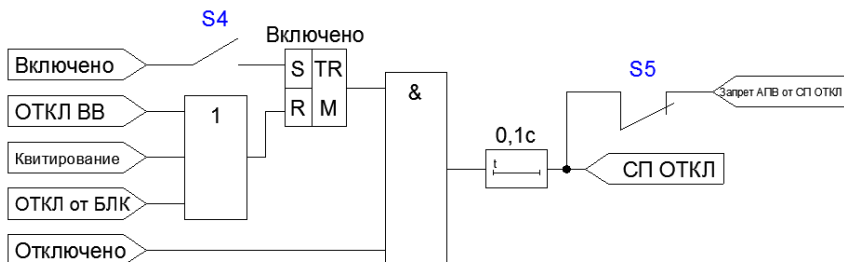 S4
Включено
Включено
S TR
R M
ОТКЛ ВВ
1
Квитирование
ОТКЛ от БЛК
Отключено
&
0,1с
t
S5
Запрет АПВ от СП ОТКЛ
СП ОТКЛ